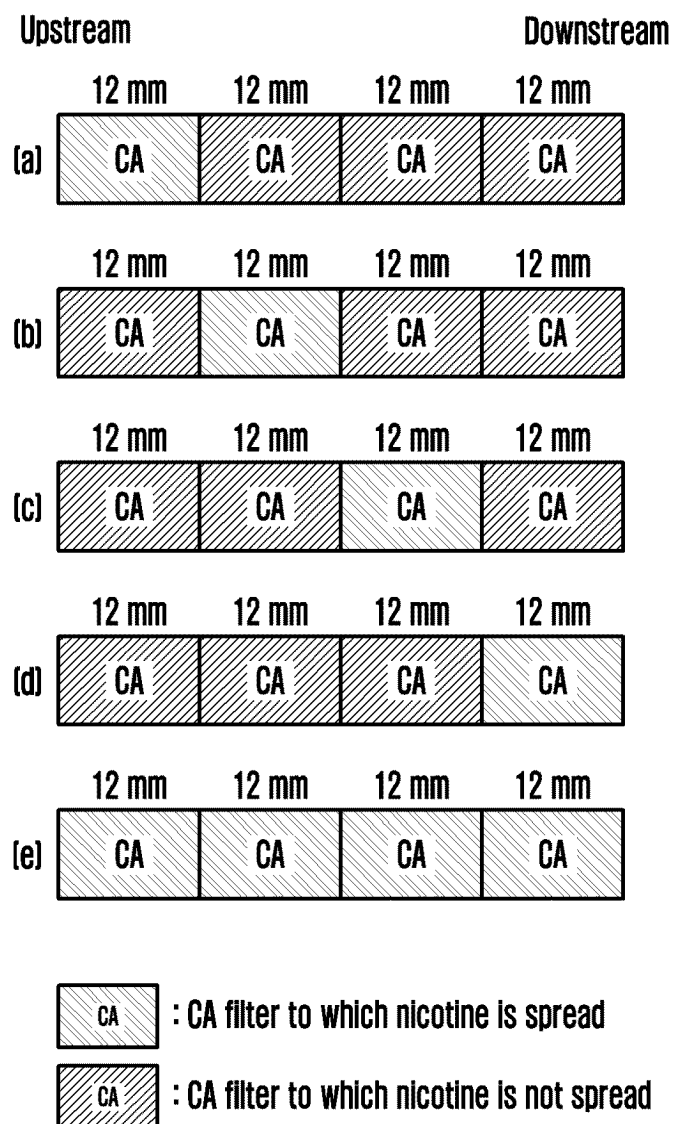 Upstream Downstream
12 mm 12 mm 12 mm 12 mm
(a) CA CA CA CA
12 mm 12 mm 12 mm 12 mm
(b) CA CA CA CA
12 mm 12 mm 12 mm 12 mm
(c) CA CA CA CA
12 mm 12 mm 12 mm 12 mm
(d) CA CA CA CA
12 mm 12 mm 12 mm 12 mm
(e) CA CA CA CA
CA : CA filter to which nicotine is spread
CA : CA filter to which nicotine is not spread